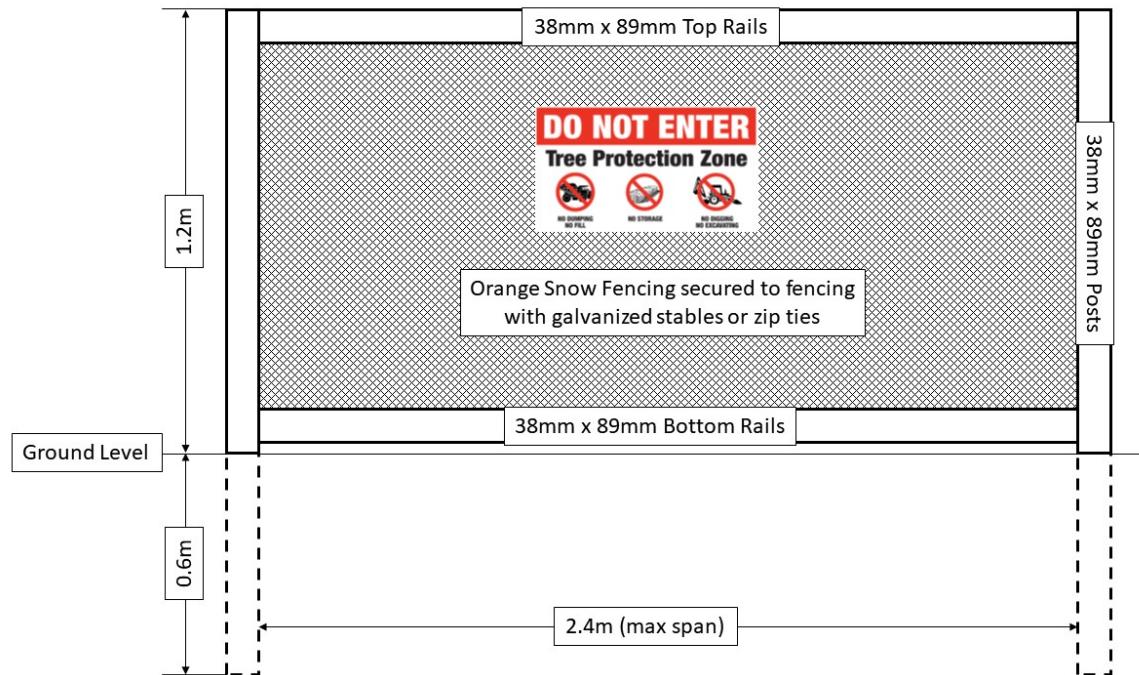 38mm x 89mm Top Rails
DO NOT ENTER
Tree Protection Zone
NO DUMPING
NO FILL
NO STORAGE
NO DIGGING
NO EXCAVATING
38mm x 89mm Posts
1.2m
Orange Snow Fencing secured to fencing
with galvanized stables or zip ties
38mm x 89mm Bottom Rails
Ground Level
0.6m
2.4m (max span)